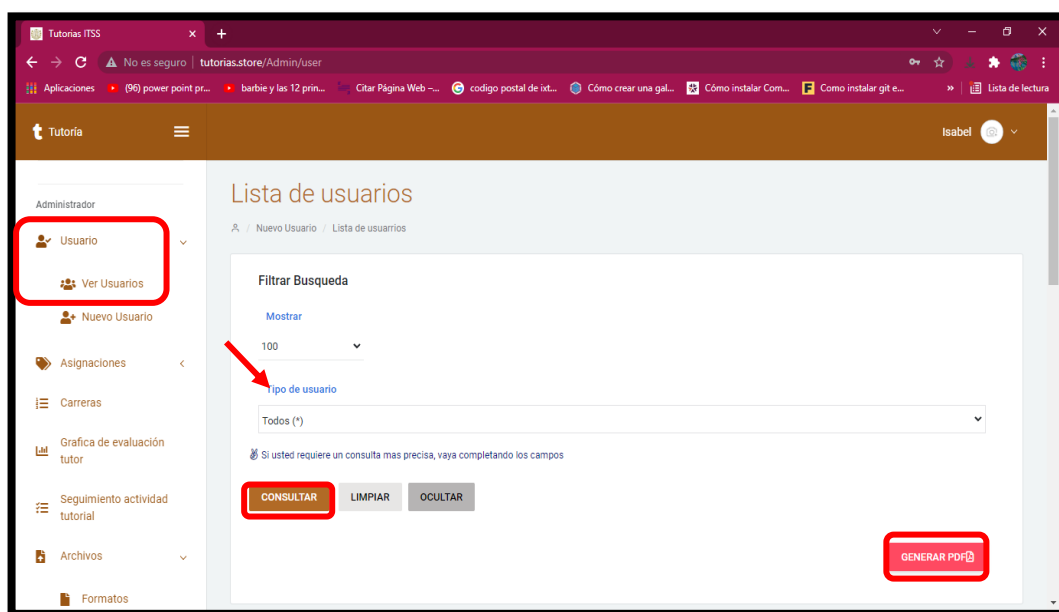 Tutorias ITSS
No es seguro | tutorias.store/Admin/user
Aplicaciones (96) power point pr... barbie y las 12 prin... Citar Página Web –... codigo postal de ixt... Cómo crear una gal... Cómo instalar Com... Como instalar git e... » Lista de lectura
t Tutoría
Isabel
Administrador
Usuario
Ver Usuarios
Nuevo Usuario
Asignaciones
Carreras
Grafica de evaluación
tutor
Seguimiento actividad
tutorial
Archivos
Formatos
Lista de usuarios
/ Nuevo Usuario / Lista de usuarrios
Filtrar Busqueda
Mostrar
100
Tipo de usuario
Todos (*)
Si usted requiere un consulta mas precisa, vaya completando los campos
CONSULTAR LIMPIAR OCULTAR
GENERAR PDF